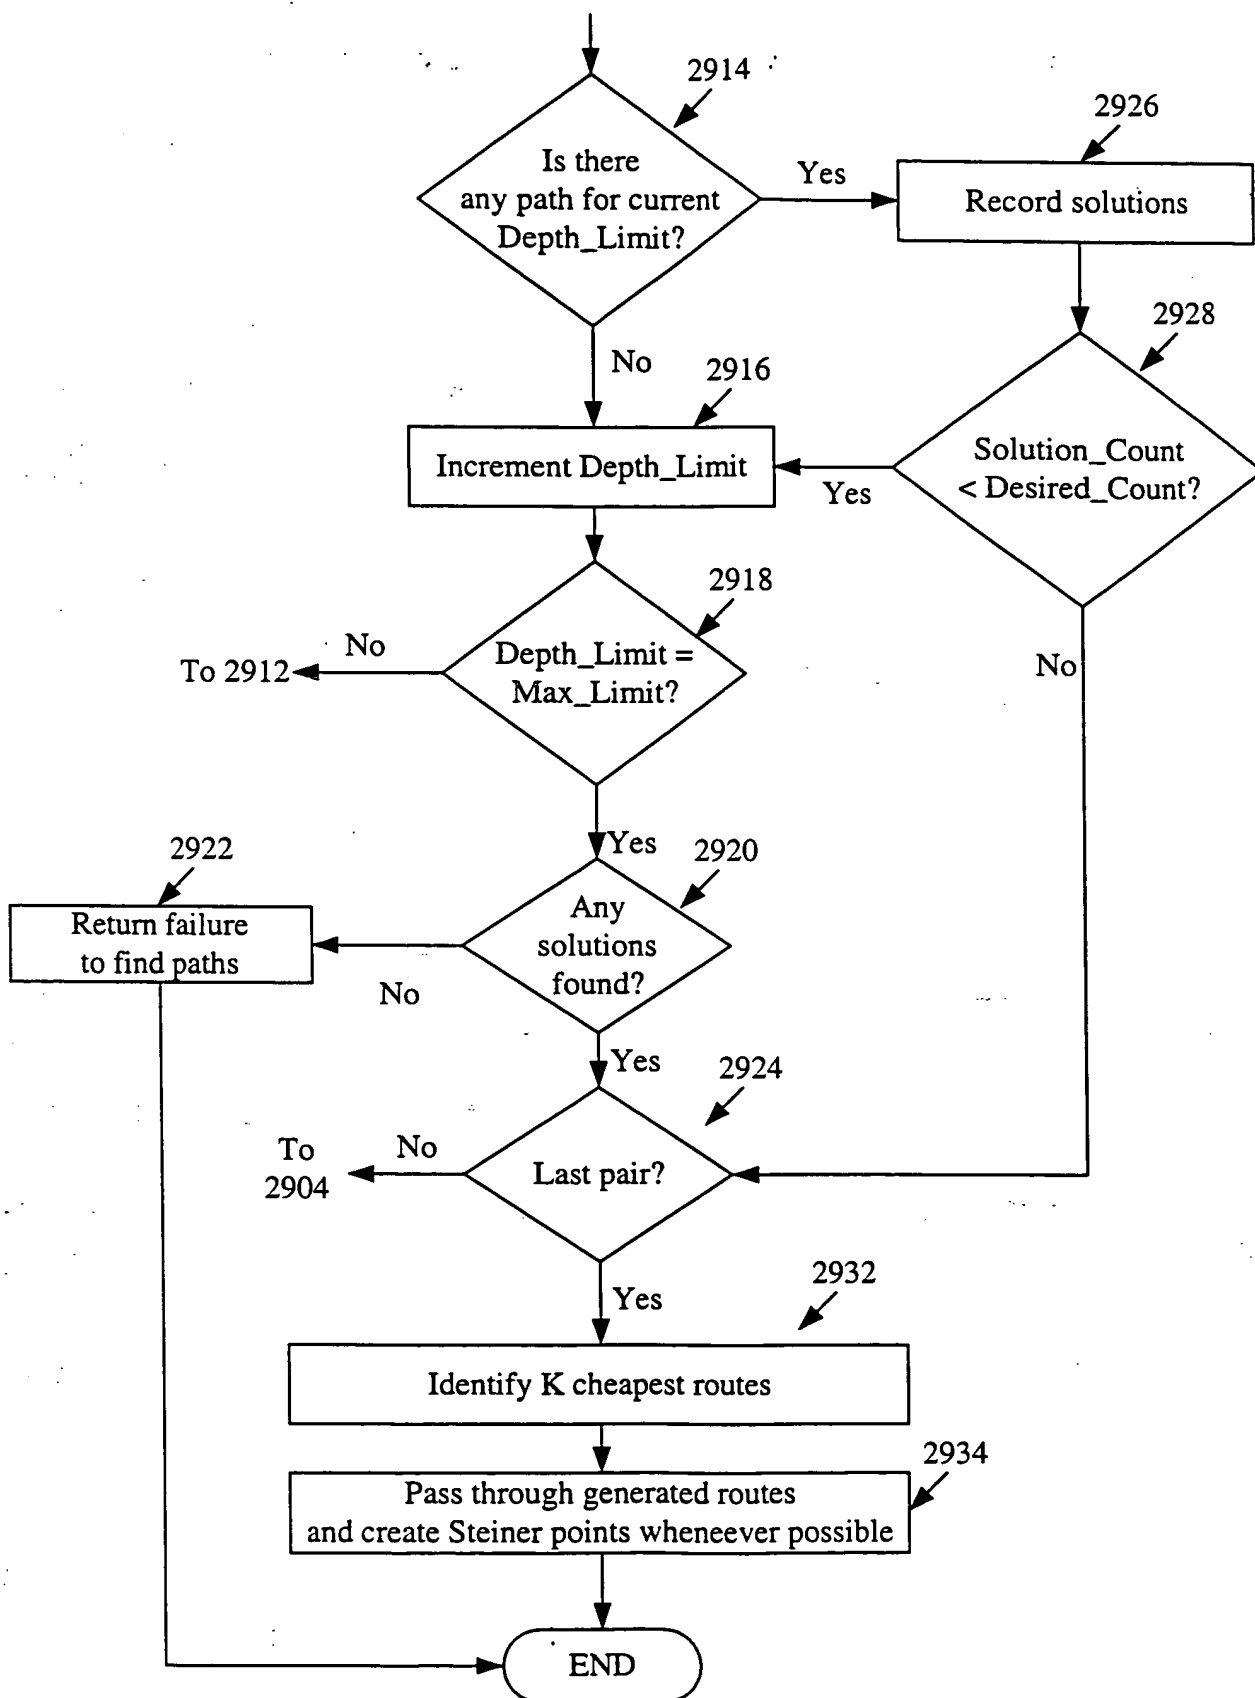 2914
Is there
any path for current
Depth_Limit?
Yes
2926
Record solutions
No
2928
Solution_Count
< Desired_Count?
Yes
No
2916
Increment Depth_Limit
2918
Depth_Limit =
Max_Limit?
No
To 2912
Yes
2920
Any
solutions
found?
No
2922
Return failure
to find paths
Yes
2924
Last pair?
No
To
2904
Yes
2932
Identify K cheapest routes
2934
Pass through generated routes
and create Steiner points wheneever possible
END